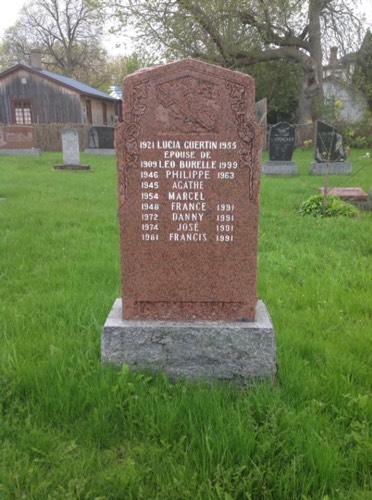 1921 LUCIA GUERTIN 1955
EPOUSE DE
1909 LEO BURELLE 1999
1946 PHILIPPE 1963
1945 AGATHE
1954 MARCEL
1948 FRANCE 1991
1972 DANNY 1991
1974 JOSÉ 1991
1981 FRANCIS 1991